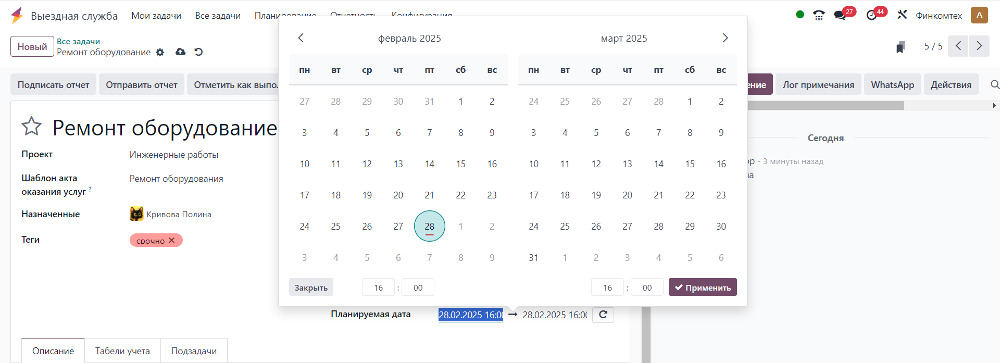 Выездная служба Мои задачи Все задачи Планирование Отчетность Конфигурация 27 44 Финкомтех A
Новый Все задачи
Ремонт оборудование
5 / 5
Подписать отчет Отправить отчет Отметить как выпол
ение Лог примечания WhatsApp Действия
февраль 2025 март 2025
пн вт ср чт пт сб вс пн вт ср чт пт сб вс
27 28 29 30 31 1 2 24 25 26 27 28 1 2
3 4 5 6 7 8 9 3 4 5 6 7 8 9
10 11 12 13 14 15 16 10 11 12 13 14 15 16
17 18 19 20 21 22 23 17 18 19 20 21 22 23
24 25 26 27 28 1 2 24 25 26 27 28 29 30
3 4 5 6 7 8 9 31 1 2 3 4 5 6
Закрыть 16 : 00 16 : 00 Применить
Ремонт оборудование
Проект Инженерные работы
Шаблон акта
оказания услуг ? Ремонт оборудования
Назначенные Кривова Полина
Теги срочно
Сегодня
ор - 3 минуты назад
на
Планируемая дата 28.02.2025 16:00 28.02.2025 16:00
Описание Табели учета Подзадачи